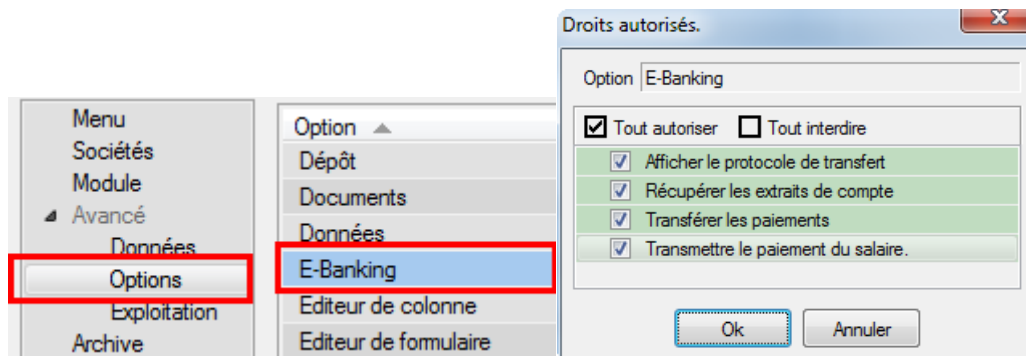 Menu
Sociétés
Module
Avancé
Données
Options
Exploitation
Archive
Option
Dépôt
Documents
Données
E-Banking
Editeur de colonne
Editeur de formulaire
Droits autorisés.
Option E-Banking
Tout autoriser Tout interdire
Afficher le protocole de transfert
Récupérer les extraits de compte
Transférer les paiements
Transmettre le paiement du salaire.
Ok Annuler